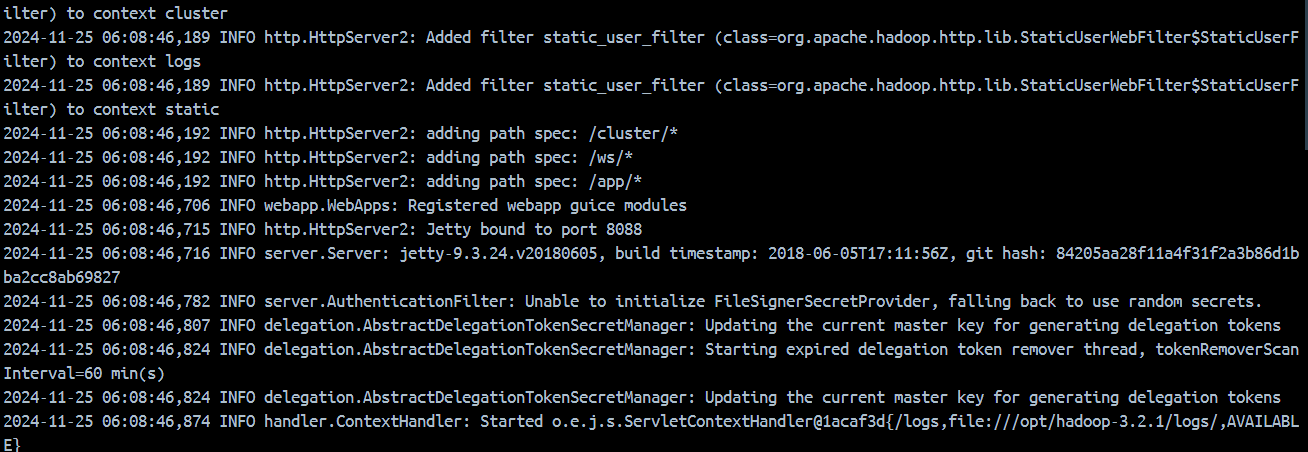 ilter) to context cluster
2024-11-25 06:08:46,189 INFO http.HttpServer2: Added filter static_user_filter (class=org.apache.hadoop.http.lib.StaticUserWebFilter$StaticUserF
ilter) to context logs
2024-11-25 06:08:46,189 INFO http.HttpServer2: Added filter static_user_filter (class=org.apache.hadoop.http.lib.StaticUserWebFilter$StaticUserF
ilter) to context static
2024-11-25 06:08:46,192 INFO http.HttpServer2: adding path spec: /cluster/*
2024-11-25 06:08:46,192 INFO http.HttpServer2: adding path spec: /ws/*
2024-11-25 06:08:46,192 INFO http.HttpServer2: adding path spec: /app/*
2024-11-25 06:08:46,706 INFO webapp.WebApps: Registered webapp guice modules
2024-11-25 06:08:46,715 INFO http.HttpServer2: Jetty bound to port 8088
2024-11-25 06:08:46,716 INFO server.Server: jetty-9.3.24.v20180605, build timestamp: 2018-06-05T17:11:56Z, git hash: 84205aa28f11a4f31f2a3b86d1b
ba2cc8ab69827
2024-11-25 06:08:46,782 INFO server.AuthenticationFilter: Unable to initialize FileSignerSecretProvider, falling back to use random secrets.
2024-11-25 06:08:46,807 INFO delegation.AbstractDelegationTokenSecretManager: Updating the current master key for generating delegation tokens
2024-11-25 06:08:46,824 INFO delegation.AbstractDelegationTokenSecretManager: Starting expired delegation token remover thread, tokenRemoverScan
Interval=60 min(s)
2024-11-25 06:08:46,824 INFO delegation.AbstractDelegationTokenSecretManager: Updating the current master key for generating delegation tokens
2024-11-25 06:08:46,874 INFO handler.ContextHandler: Started o.e.j.s.ServletContextHandler@1acaf3d{/logs,file:///opt/hadoop-3.2.1/logs/,AVAILABL
E}